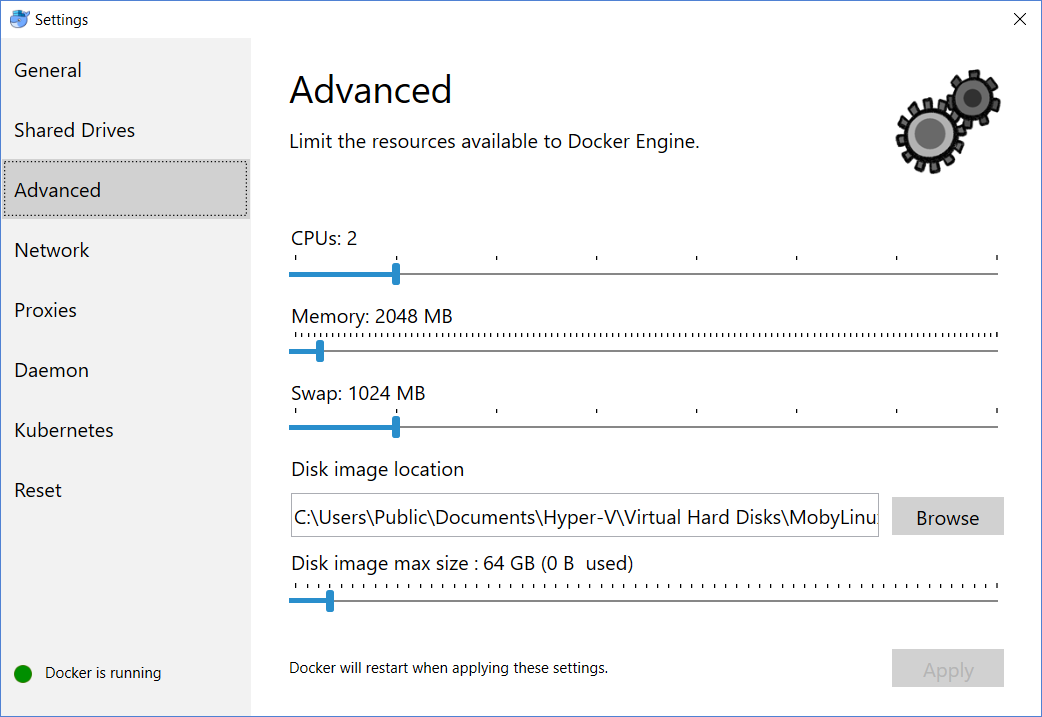 Settings
General
Shared Drives
Advanced
Network
Proxies
Daemon
Kubernetes
Reset
Docker is running
Advanced
Limit the resources available to Docker Engine.
CPUs: 2
Memory: 2048 MB
Swap: 1024 MB
Disk image location
C:\Users\Public\Documents\Hyper-V\Virtual Hard Disks\MobyLinu
Browse
Disk image max size : 64 GB (0 B  used)
Docker will restart when applying these settings.
Apply